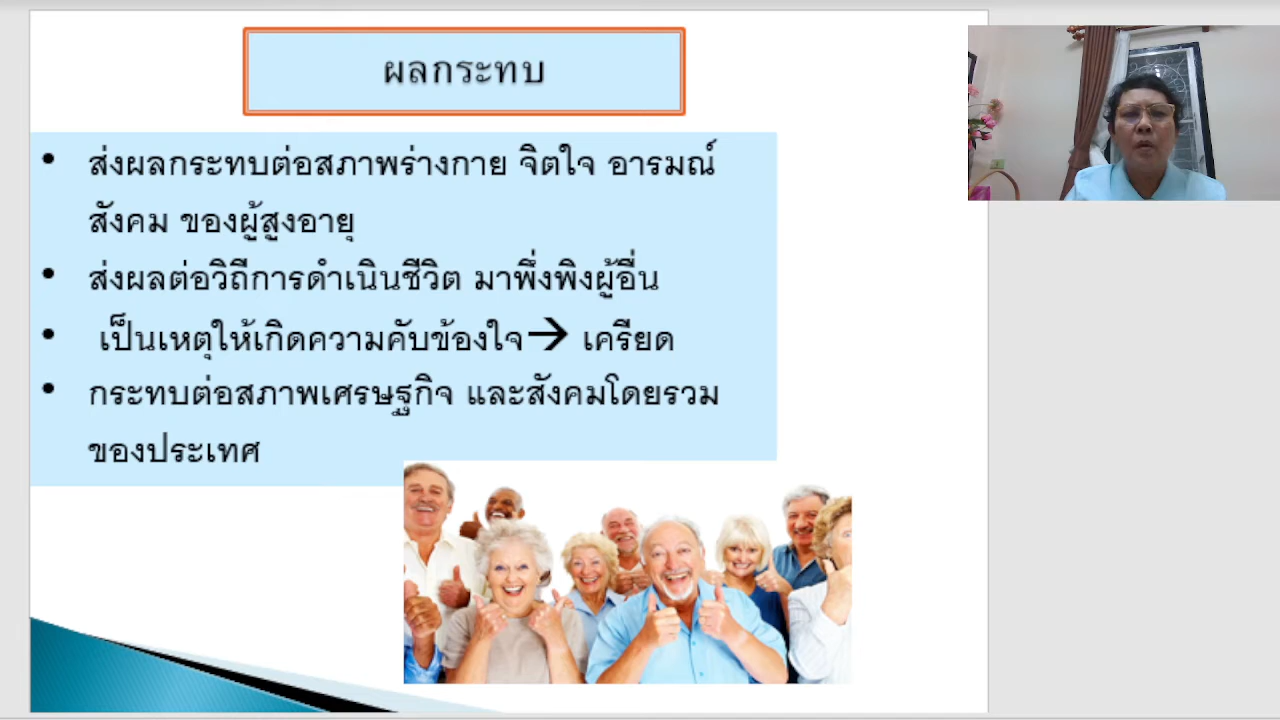 ผลกระทบ
• ส่งผลกระทบต่อสภาพร่างกาย จิตใจ อารมณ์
สังคม ของผู้สูงอายุ
• ส่งผลต่อวิถีการดำเนินชีวิต มาพึ่งพิงผู้อื่น
• เป็นเหตุให้เกิดความคับข้องใจ→ เครียด
• กระทบต่อสภาพเศรษฐกิจ และสังคมโดยรวม
ของประเทศ